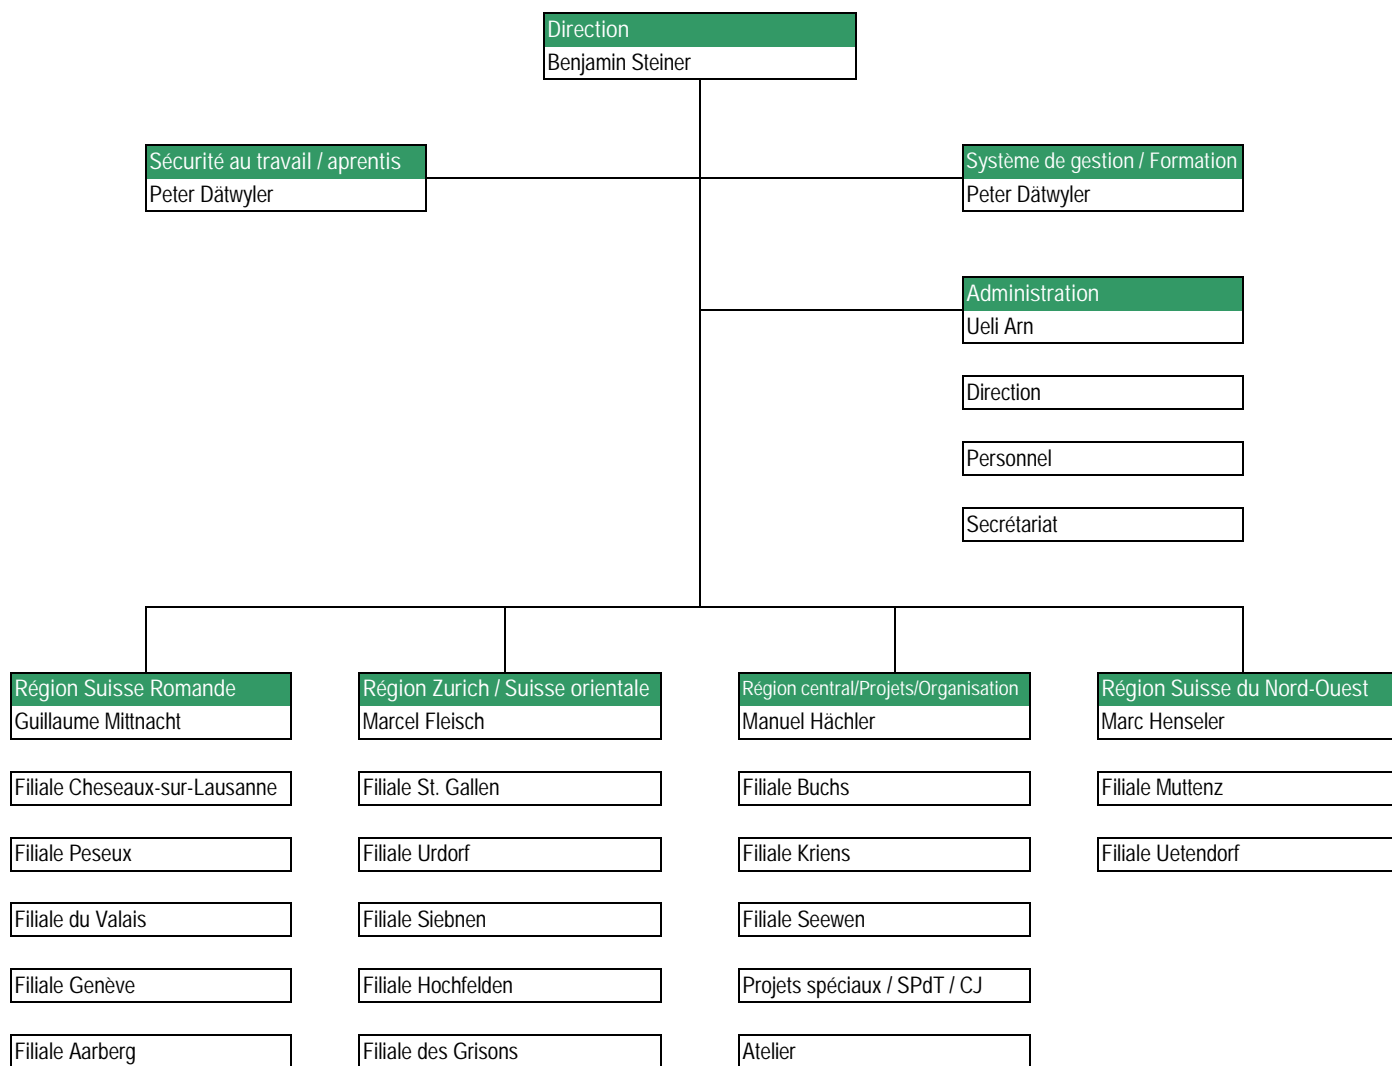 Direction
Benjamin Steiner
Sécurité au travail / aprentis
Peter Dätwyler
Système de gestion / Formation
Peter Dätwyler
Administration
Ueli Arn
Direction
Personnel
Secrétariat
Région Suisse Romande
Guillaume Mittnacht
Filiale Cheseaux-sur-Lausanne
Filiale Peseux
Filiale du Valais
Filiale Genève
Filiale Aarberg
Région Zurich / Suisse orientale
Marcel Fleisch
Filiale St. Gallen
Filiale Urdorf
Filiale Siebnen
Filiale Hochfelden
Filiale des Grisons
Région central/Projets/Organisation
Manuel Hächler
Filiale Buchs
Filiale Kriens
Filiale Seewen
Projets spéciaux / SPdT / CJ
Atelier
Région Suisse du Nord-Ouest
Marc Henseler
Filiale Muttenz
Filiale Uetendorf